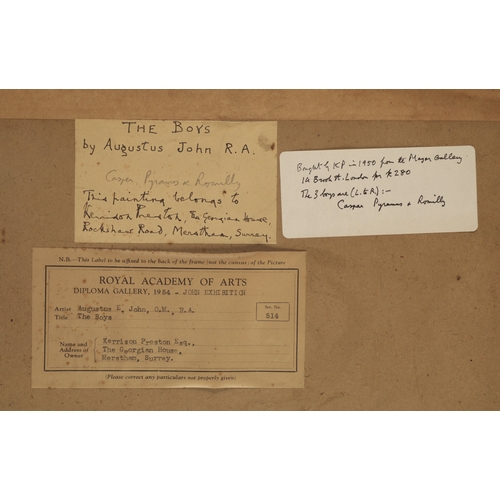 THE BOYS
by Augustus John R.A.
Caspar, Pyramus & Romilly
This painting belongs to
Kerrison Preston, The Georgian House,
Rockshaw Road, Merstham, Surrey.
Bought by KP in 1950 from the Mayor Gallery
14 Brook St. London for £280
The 3 boys are (L to R) :-
Caspar Pyramus & Romilly
N.B.—This Label to be affixed to the back of the frame (not the canvas) of the Picture
ROYAL ACADEMY OF ARTS
DIPLOMA GALLERY, 1954 - JOHN EXHIBITION
Artist Augustus E. John, O.M., R.A.
Title The Boys
514
Name and Address of Owner
Kerrison Preston Esq.,
The Georgian House,
Merstham, Surrey.
(Please correct any particulars not properly given)